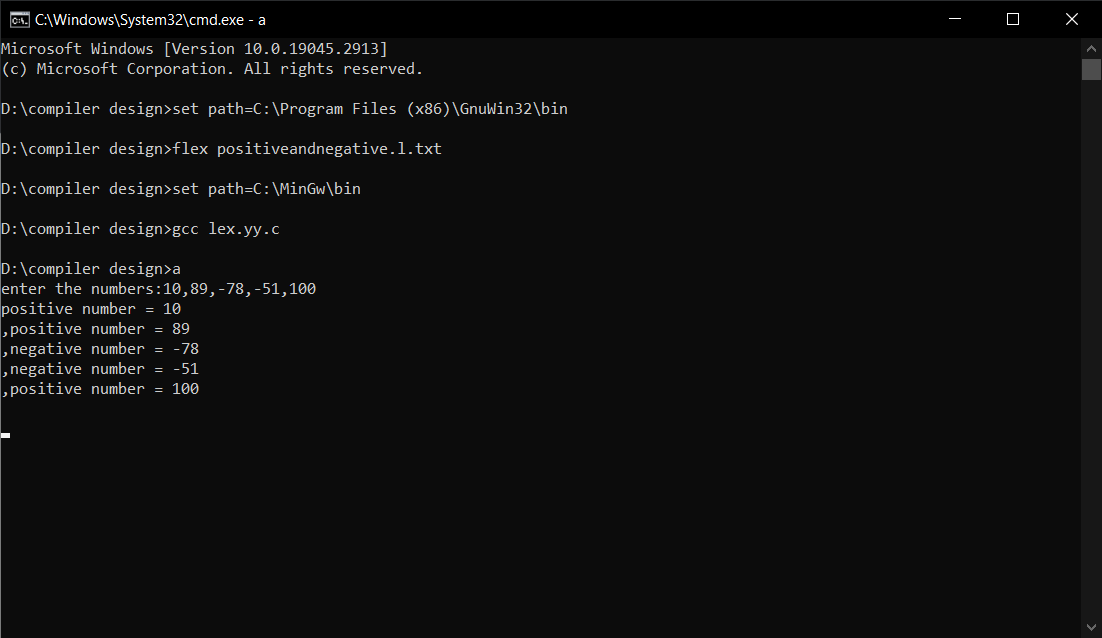 C:\Windows\System32\cmd.exe - a
Microsoft Windows [Version 10.0.19045.2913]
(c) Microsoft Corporation. All rights reserved.
D:\compiler design>set path=C:\Program Files (x86)\GnuWin32\bin
D:\compiler design>flex positiveandnegative.l.txt
D:\compiler design>set path=C:\MinGw\bin
D:\compiler design>gcc lex.yy.c
D:\compiler design>a
enter the numbers:10,89,-78,-51,100
positive number = 10
,positive number = 89
,negative number = -78
,negative number = -51
,positive number = 100